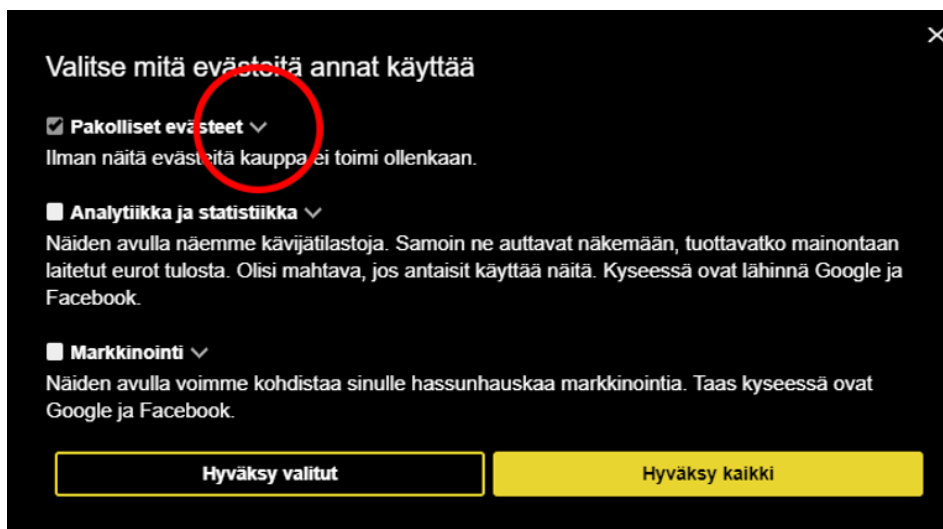 Valitse mitä evästeitä annat käyttää
Pakolliset evästeet
Ilman näitä evästeitä kauppa ei toimi ollenkaan.
Analytiikka ja statistiikka
Näiden avulla näemme kävijätilastoja. Samoin ne auttavat näkemään, tuottavatko mainontaan
laitetut eurot tulosta. Olisi mahtava, jos antaisit käyttää näitä. Kyseessä ovat lähinnä Google ja
Facebook.
Markkinointi
Näiden avulla voimme kohdistaa sinulle hassunhauskaa markkinointia. Taas kyseessä ovat
Google ja Facebook.
Hyväksy valitut
Hyväksy kaikki